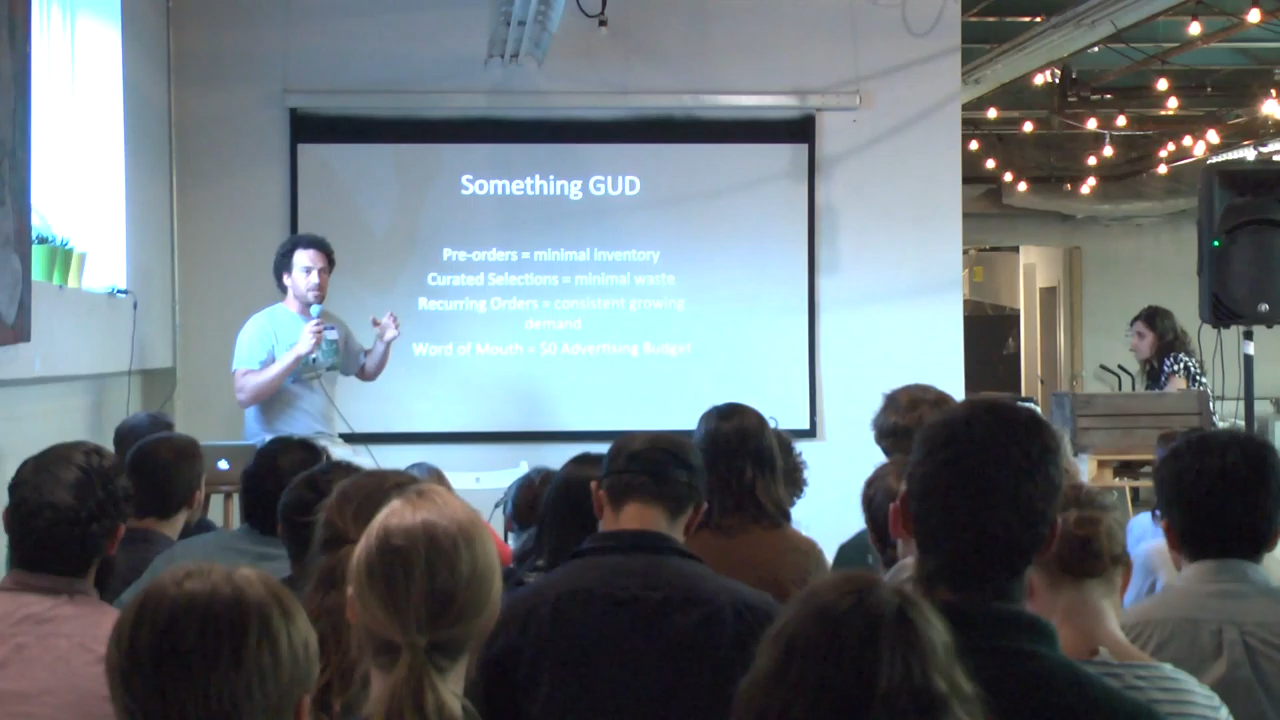 Something GUD
Pre-orders = minimal inventory
Curated Selections = minimal waste
Recurring Orders = consistent growing
demand
Word of Mouth = $0 Advertising Budget